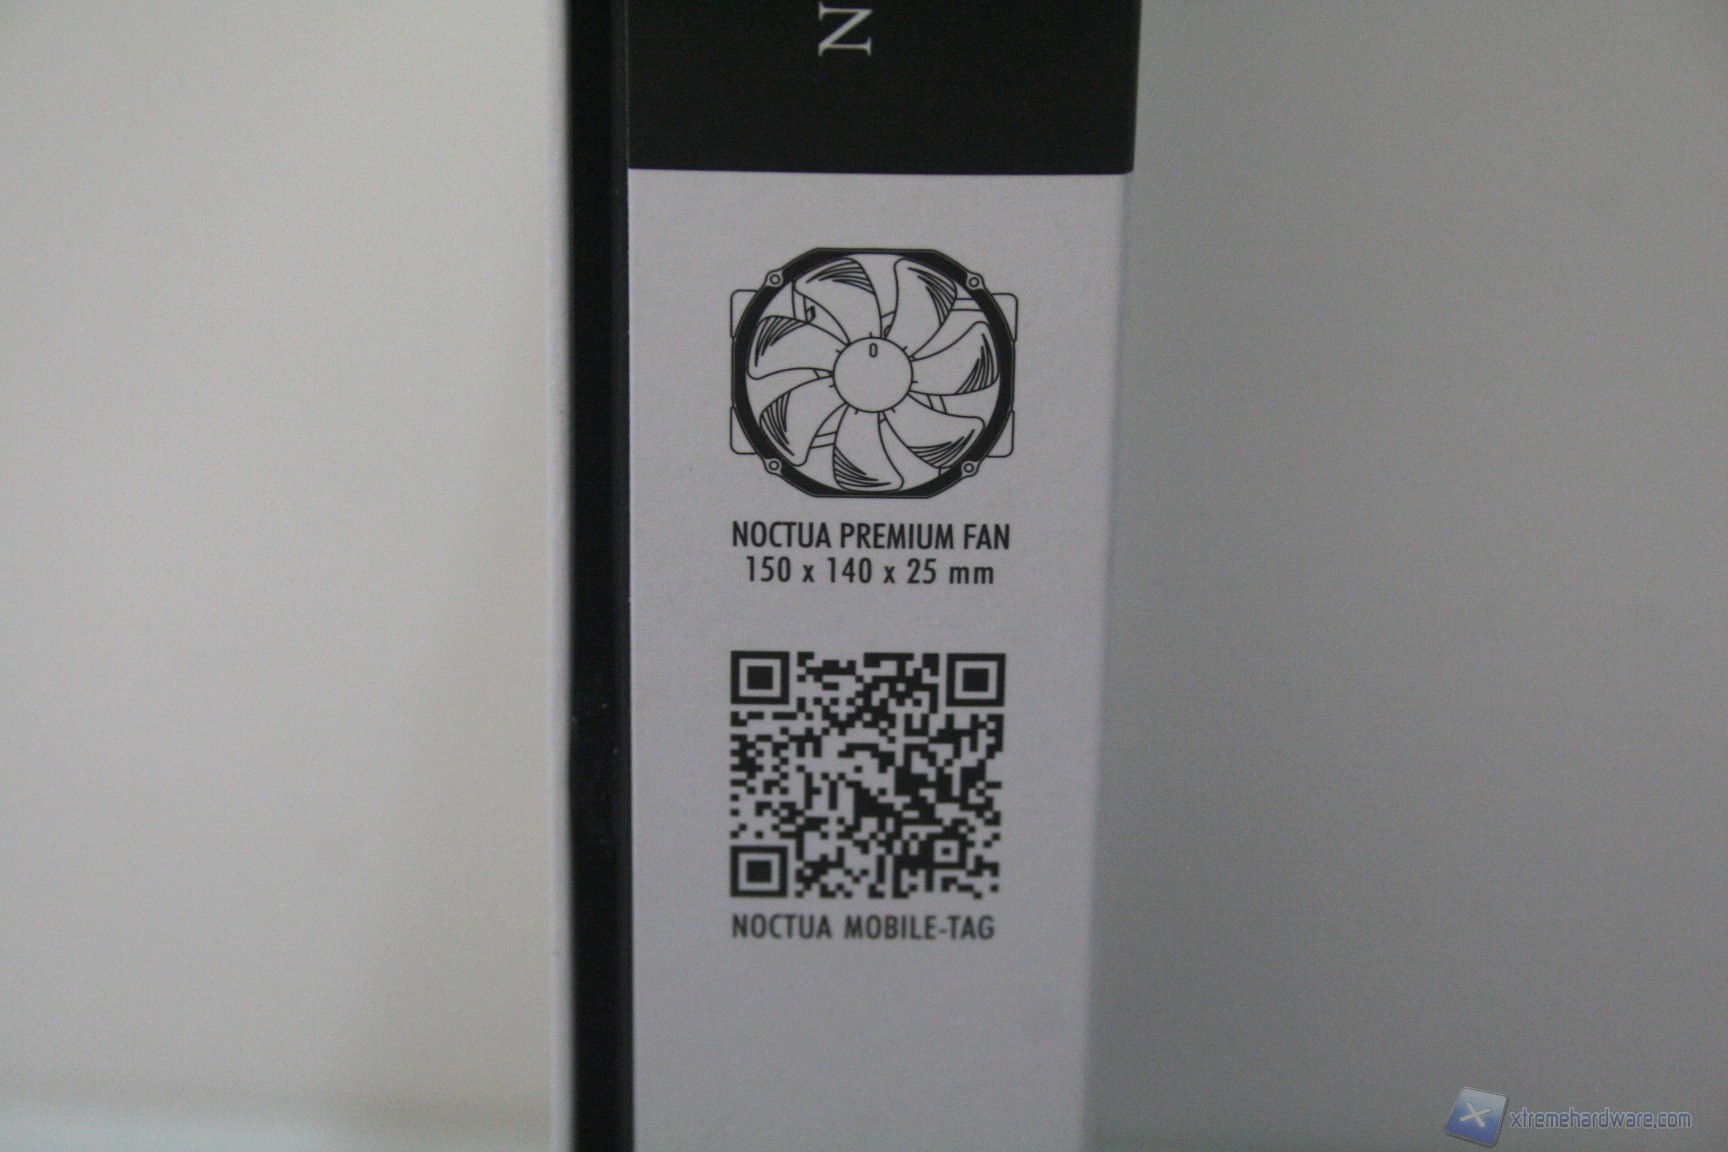 N
NOCTUA PREMIUM FAN
150 x 140 x 25 mm
NOCTUA MOBILE-TAG
xtremehardware.com